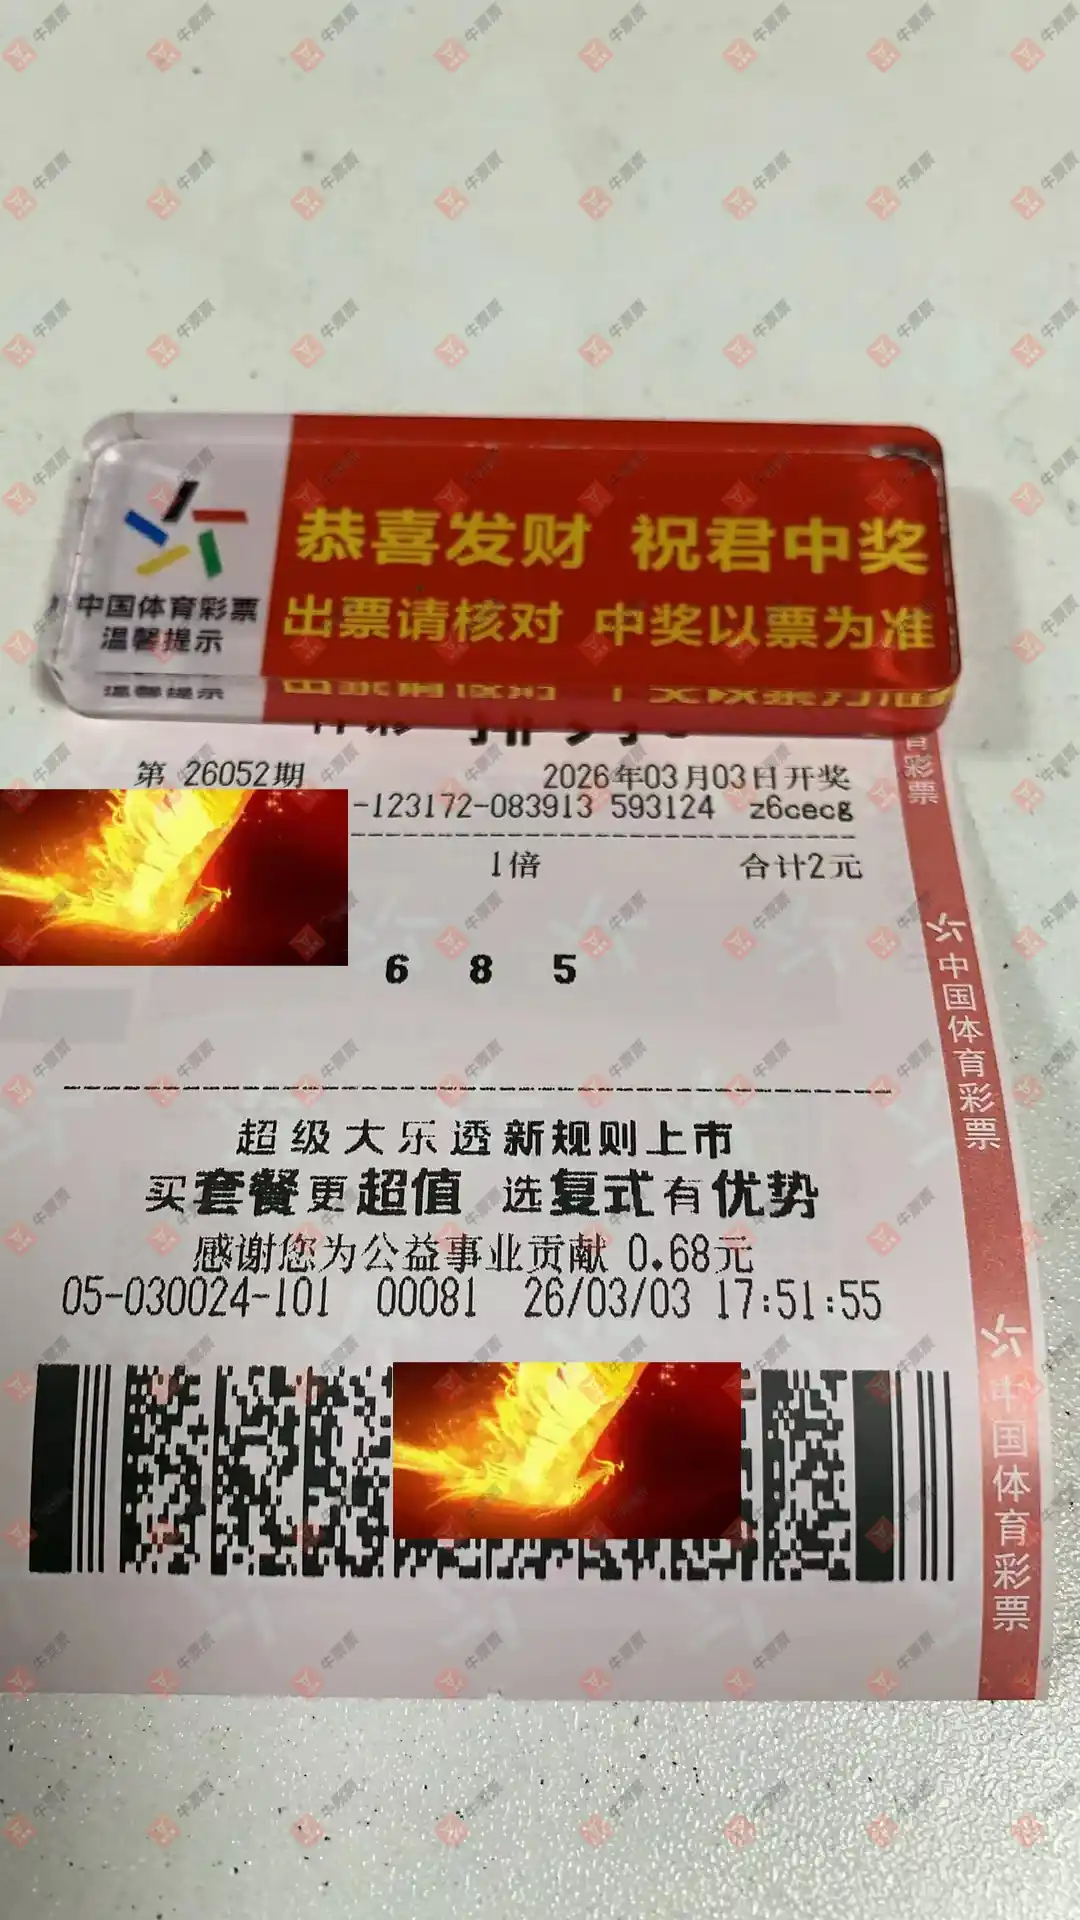 恭喜发财 祝君中奖
中国体育彩票
温馨提示
出票请核对 中奖以票为准
第 26052期 2026年03月03日开奖
-123172-083913 593124 z6cecg
1倍 合计2元
6 8 5
超级大乐透新规则上市
买套餐更超值 选复式有优势
感谢您为公益事业贡献 0.68元
05-030024-101 00081 26/03/03 17:51:55
育彩票
中国体育彩票
中国体育彩票
牛票票